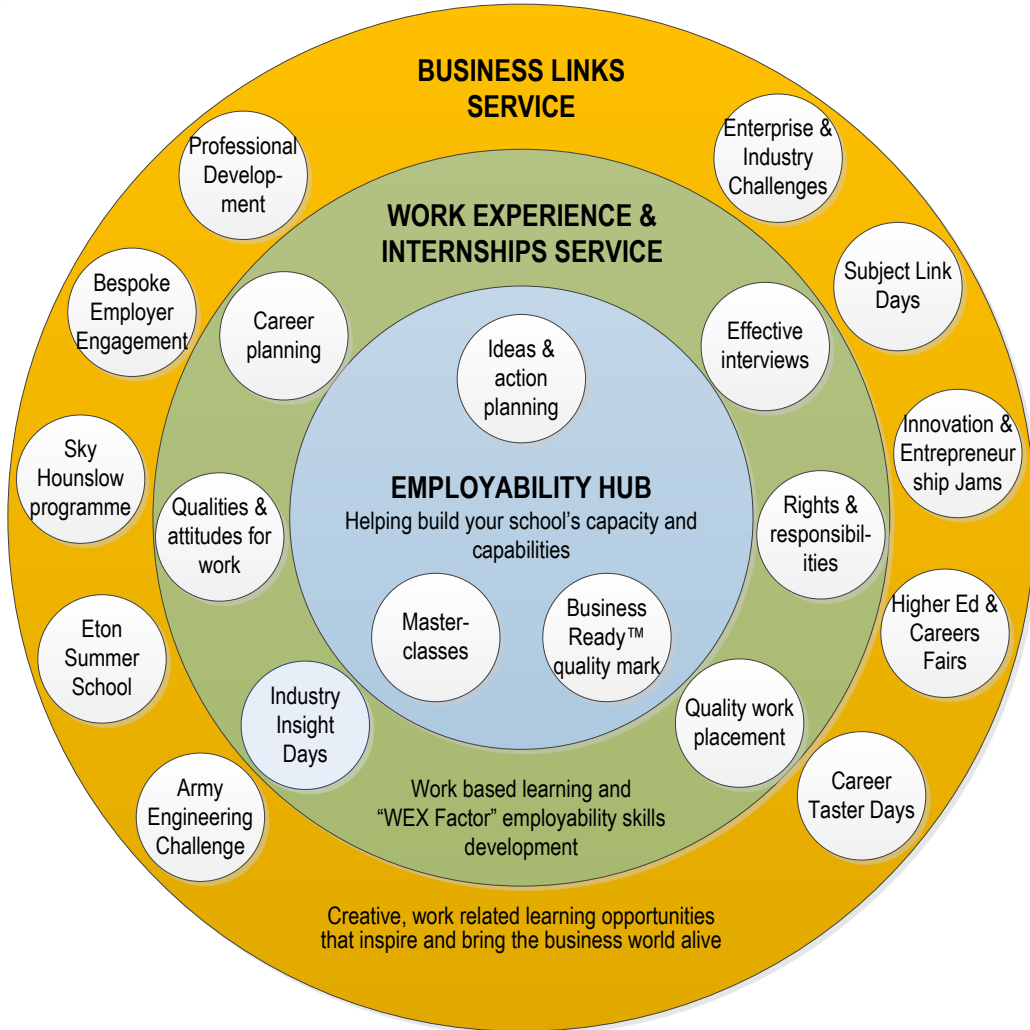 BUSINESS LINKS
SERVICE
Professional
Develop-
ment
Enterprise &
Industry
Challenges
WORK EXPERIENCE &
INTERNSHIPS SERVICE
Bespoke
Employer
Engagement
Career
planning
Ideas &
action
planning
Effective
interviews
Subject Link
Days
Sky
Hounslow
programme
Qualities &
attitudes for
work
EMPLOYABILITY HUB
Helping build your school’s capacity and
capabilities
Rights &
responsibil-
ities
Innovation &
Entrepreneur
ship Jams
Eton
Summer
School
Industry
Insight
Days
Master-
classes
Business
Ready™
quality mark
Quality work
placement
Higher Ed &
Careers
Fairs
Army
Engineering
Challenge
Career
Taster Days
Work based learning and
“WEX Factor” employability skills
development
Creative, work related learning opportunities
that inspire and bring the business world alive